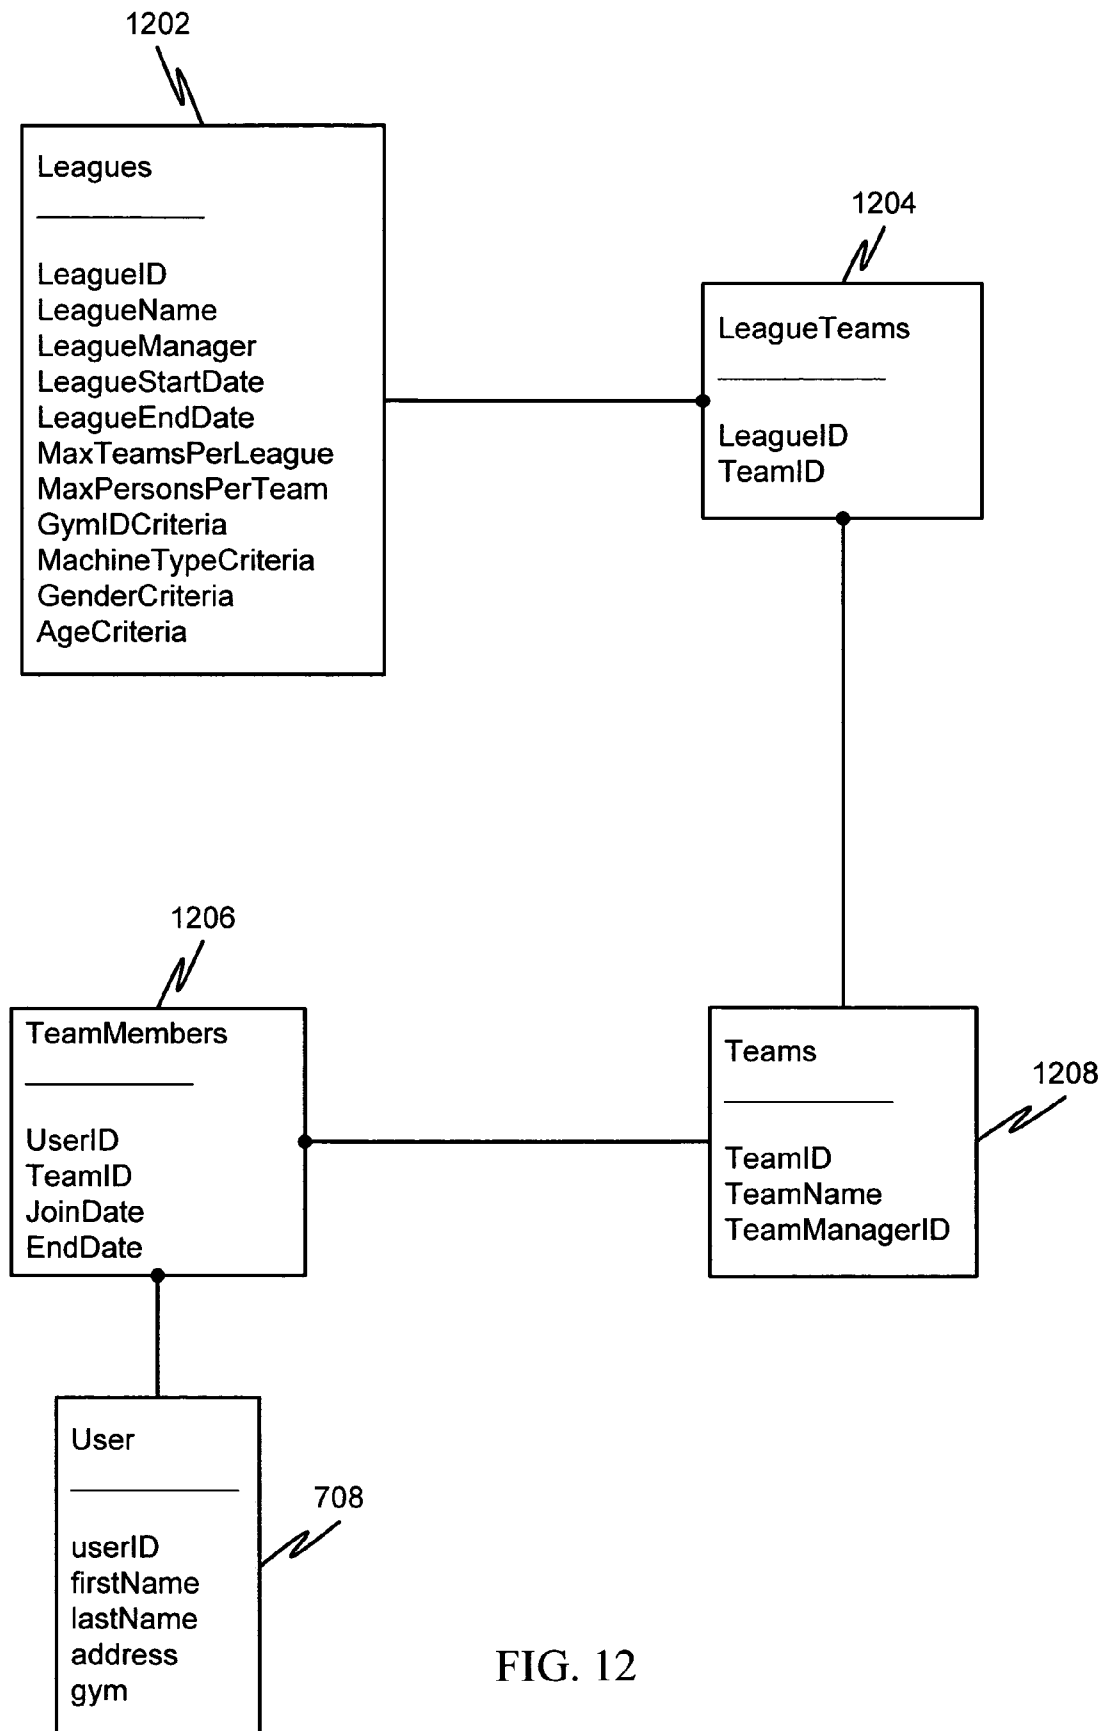 1202
Leagues
LeagueID
LeagueName
LeagueManager
LeagueStartDate
LeagueEndDate
MaxTeamsPerLeague
MaxPersonsPerTeam
GymIDCriteria
MachineTypeCriteria
GenderCriteria
AgeCriteria
1204
LeagueTeams
LeagueID
TeamID
1206
TeamMembers
UserID
TeamID
JoinDate
EndDate
Teams
TeamID
TeamName
TeamManagerID
1208
User
userID
firstName
lastName
address
gym
708
FIG. 12